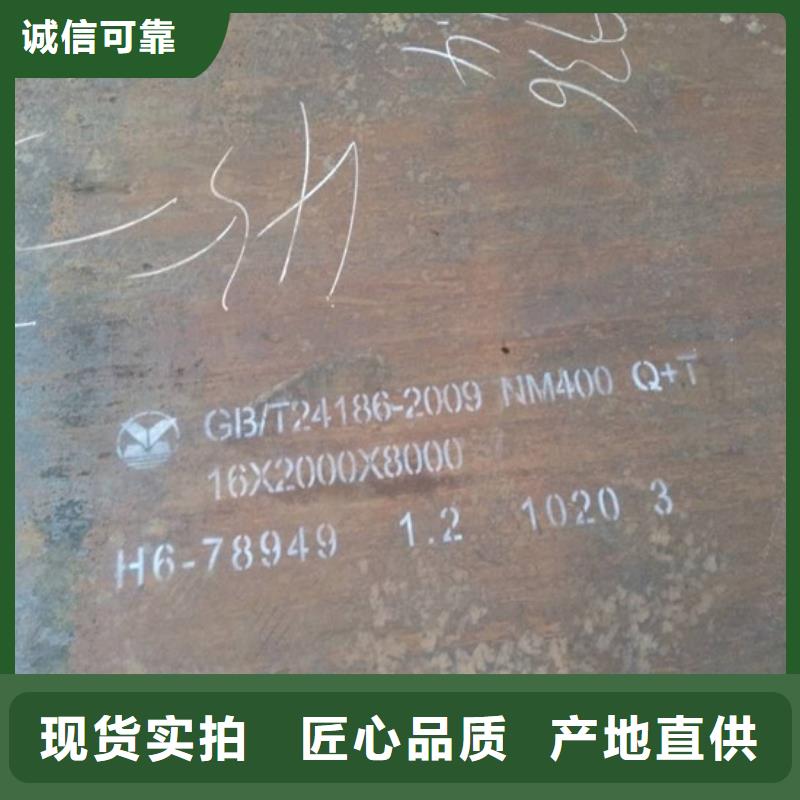 诚信可靠
GB/T24186-2009 NM400 Q+T
16X2000X8000
H6-78949 1.2 1020 3
现货实拍 匠心品质 产地直供